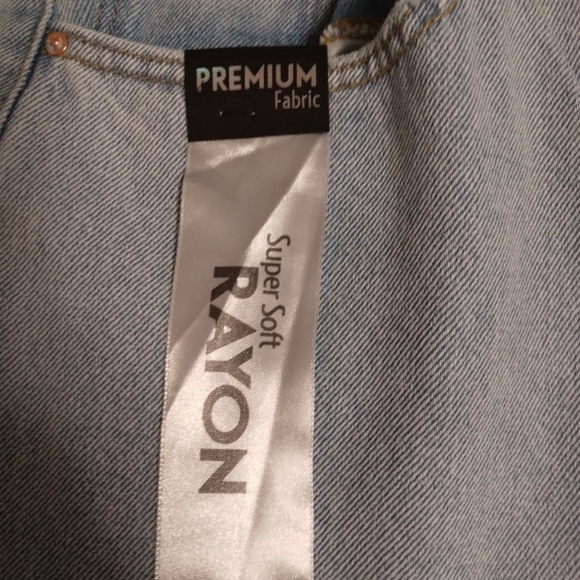 PREMIUM
Fabric
Super Soft
RAYON